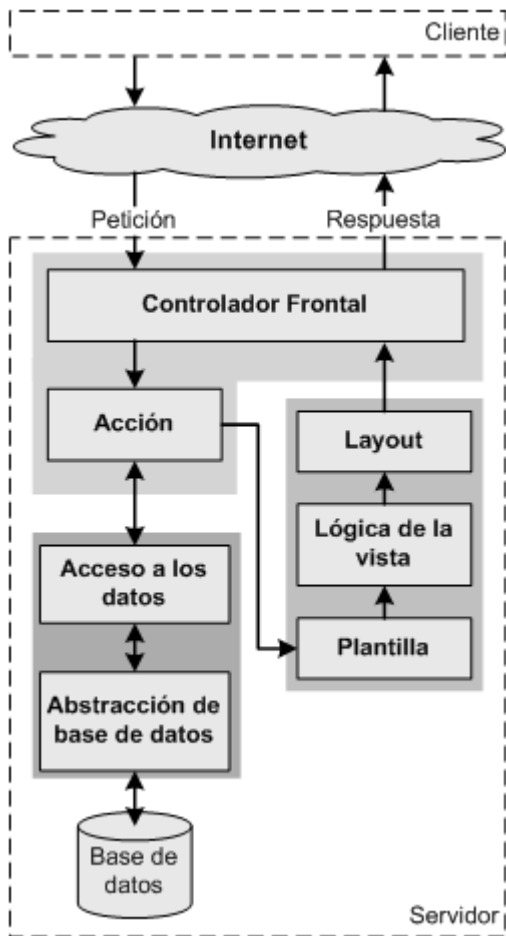 Cliente
Internet
Petición
Respuesta
Controlador Frontal
Acción
Layout
Lógica de la
vista
Acceso a los
datos
Plantilla
Abstracción de
base de datos
Base de
datos
Servidor